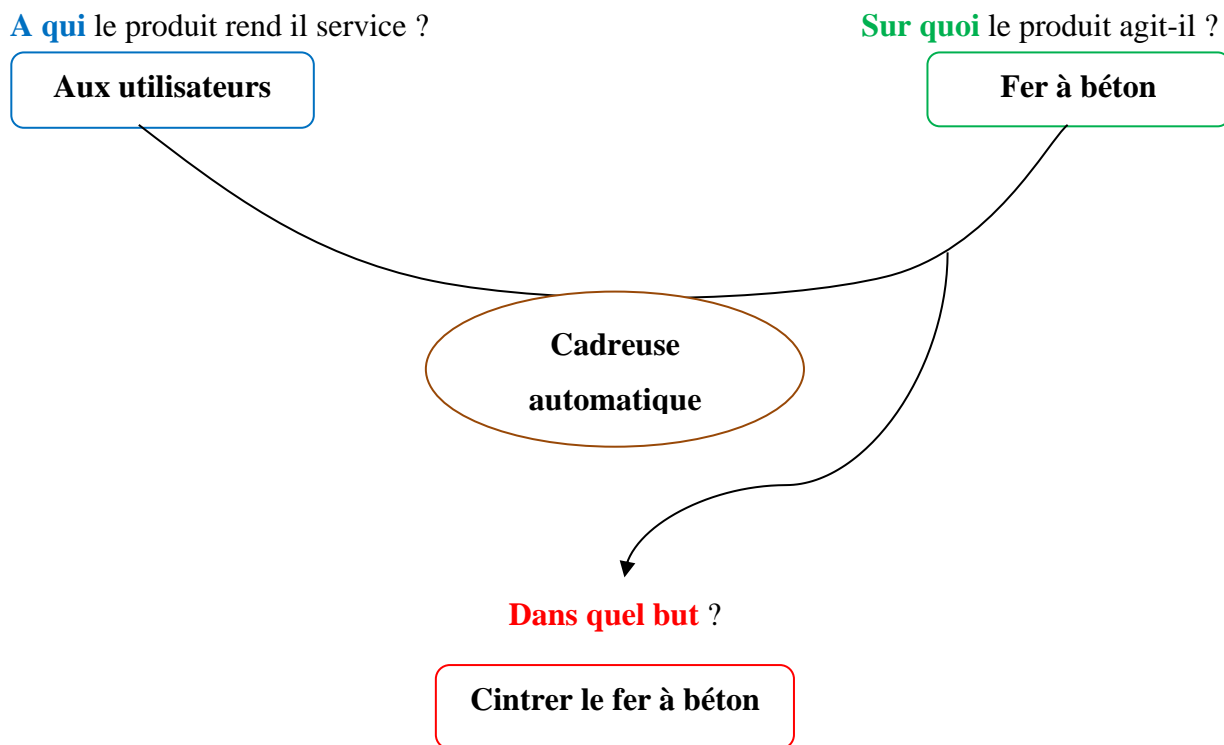 A qui le produit rend il service ?
Sur quoi le produit agit-il ?
Aux utilisateurs
Fer à béton
Cadreuse
automatique
Dans quel but ?
Cintrer le fer à béton